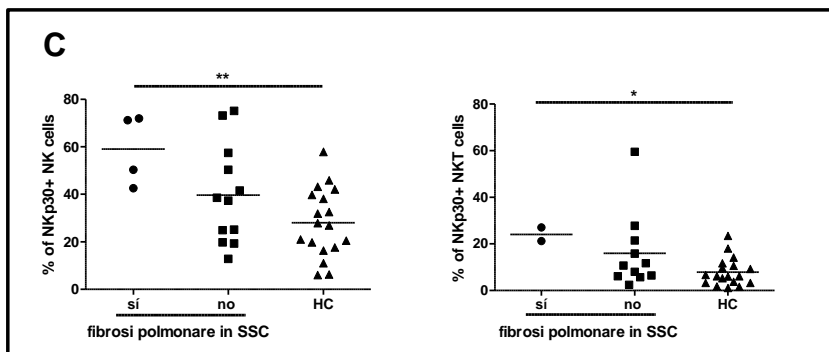 C
**
% of NKp30+ NK cells
80
60
40
20
0
sí
no
HC
fibrosi polmonare in SSC
*
% of NKp30+ NKT cells
80
60
40
20
0
sí
no
HC
fibrosi polmonare in SSC